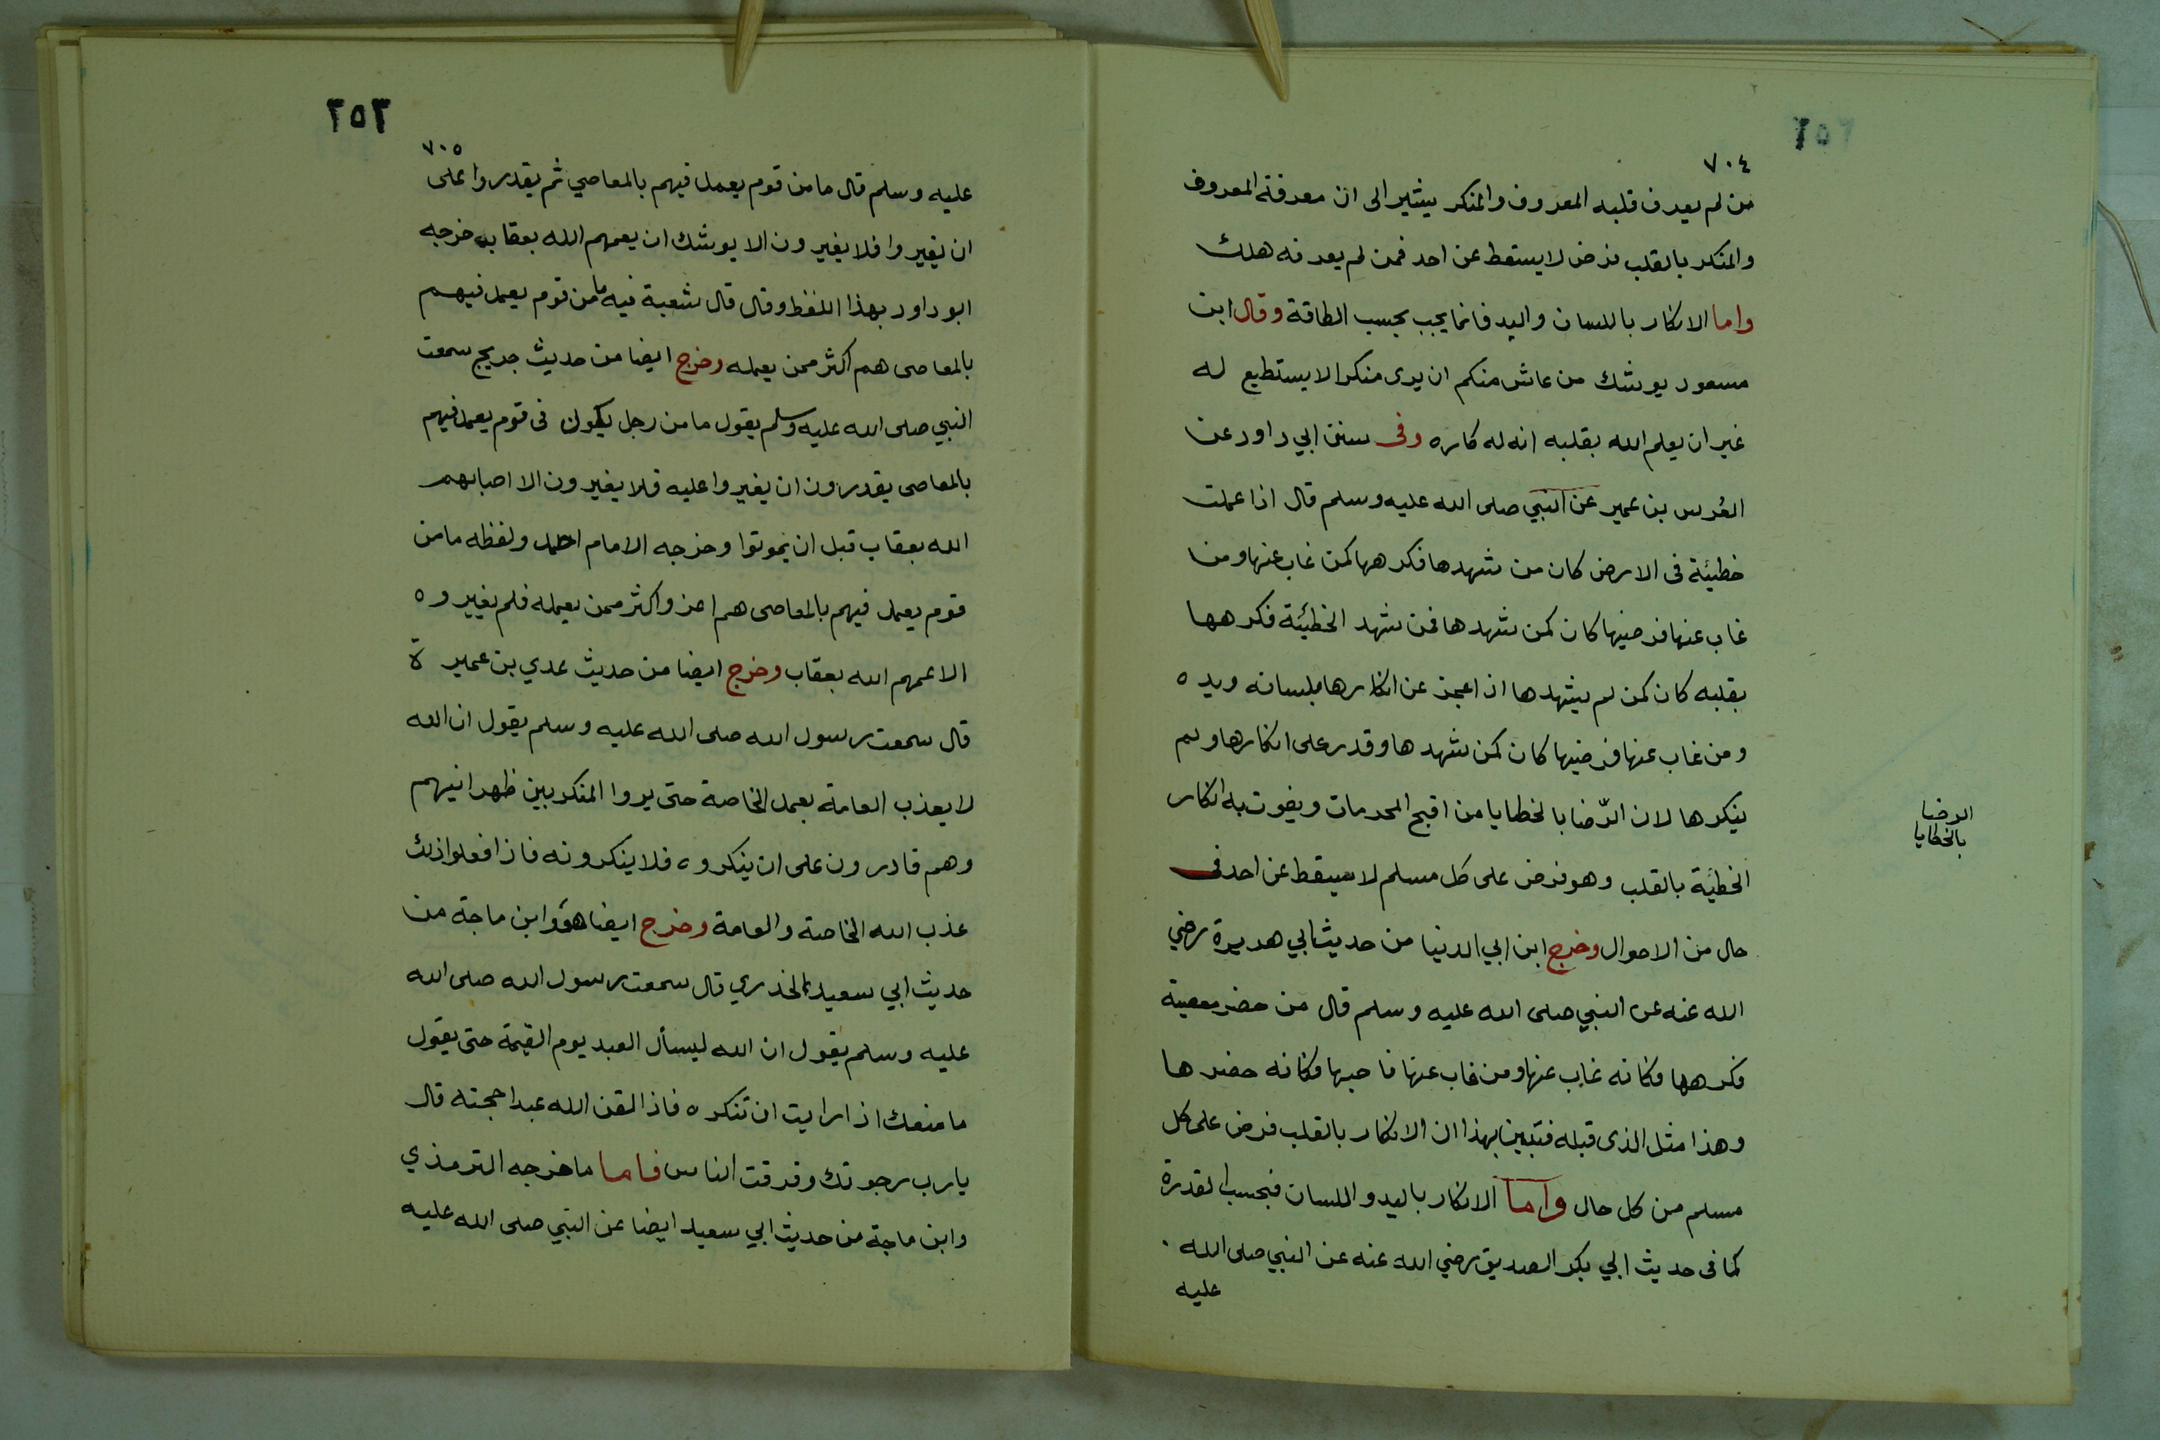 ٧٠٤
من لم يعرف قلبه المعروف والمنكر يشير الى ان معرفة المعروف
والمنكر بالقلب فرض لا يسقط عن احد فمن لم يعرفه هلك
واما الانكار باللسان واليد فانما يجب بحسب الطاقة وقال ابن
مسعود يوشك من عاش منكم ان يرى منكرا لا يستطيع له
غير ان يعلم الله بقلبه انه له كاره وفى سنن ابي داود عن
العُرس بن عمير عن النبي صلى الله عليه وسلم قال اذا عملت
خطيئة فى الارض كان من شهدها فكرهها كمن غاب عنها ومن
غاب عنها فرضيها كان كمن شهدها فمن شهد الخطيئة فكرهها
بقلبه كان كمن لم يشهدها اذا عجز عن انكارها بلسانه ويده
ومن غاب عنها فرضيها كان كمن شهدها وقدر على انكارها ولم
ينكرها لان الرّضا بالخطايا من اقبح المحرمات ويفوت به انكار
الخطيئة بالقلب وهو فرض على كل مسلم لا يسقط عن احد فى
حال من الاحوال وخرج ابن ابي الدنيا من حديث ابي هريرة رضي
الله عنه عن النبي صلى الله عليه وسلم قال من حضر معصية
فكرهها فكانه غاب عنها ومن غاب عنها فاحبها فكانه حضرها
وهذا مثل الذى قبله فتبين بهذا ان الانكار بالقلب فرض على كل
مسلم من كل حال واما الانكار باليد واللسان فبحسب القدرة
كما فى حديث ابي بكر الصديق رضي الله عنه عن النبي صلى الله
عليه
الرضا
بالخطايا
٢٥٣
٧٠٥
عليه وسلم قال ما من قوم يعمل فيهم بالمعاصي ثم يقدروا على
ان يغيروا فلا يغيرون الا يوشك ان يعمهم الله بعقاب خرجه
ابو داود بهذا اللفظ وقال قال شعبة فيه ما من قوم يعمل فيهم
بالمعاصى هم اكثر ممن يعمله وخرج ايضا من حديث جريج سمعت
النبي صلى الله عليه وسلم يقول ما من رجل يكون فى قوم يعمل فيهم
بالمعاصى يقدرون ان يغيروا عليه فلا يغيرون الا اصابهم
الله بعقاب قبل ان يموتوا وخرجه الامام احمد ولفظه ما من
قوم يعمل فيهم بالمعاصى هم اعز واكثر ممن يعمله فلم يغيروه
الا عمهم الله بعقاب وخرج ايضا من حديث عدي بن عميرة
قال سمعت رسول الله صلى الله عليه وسلم يقول ان الله
لا يعذب العامة بعمل الخاصة حتى يروا المنكر بين ظهرانيهم
وهم قادرون على ان ينكروه فلا ينكرونه فاذا فعلوا ذلك
عذب الله الخاصة والعامة وخرج ايضا هو وابن ماجة من
حديث ابي سعيد الخدري قال سمعت رسول الله صلى الله
عليه وسلم يقول ان الله ليسأل العبد يوم القيمة حتى يقول
ما منعك اذا رايت ان تنكره فاذا لقن الله عبدا حجته قال
يارب رجوتك وفرقت الناس فاما ما خرجه الترمذي
وابن ماجة من حديث ابي سعيد ايضا عن النبي صلى الله عليه